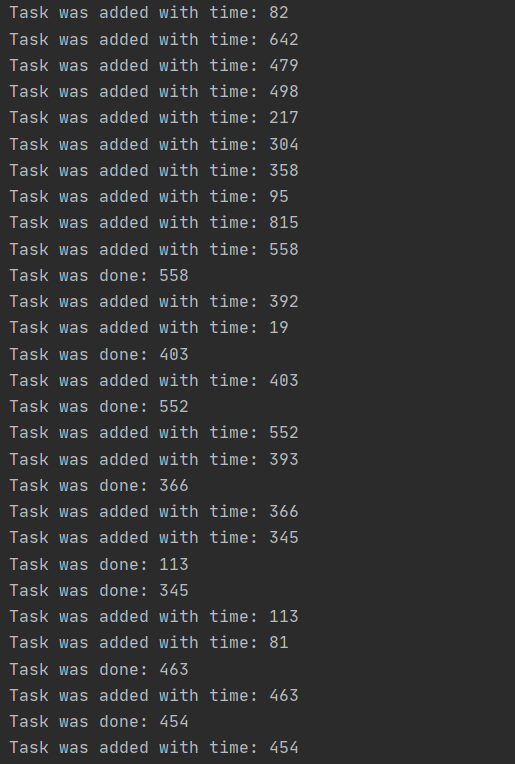 Task was added with time: 82
Task was added with time: 642
Task was added with time: 479
Task was added with time: 498
Task was added with time: 217
Task was added with time: 304
Task was added with time: 358
Task was added with time: 95
Task was added with time: 815
Task was added with time: 558
Task was done: 558
Task was added with time: 392
Task was added with time: 19
Task was done: 403
Task was added with time: 403
Task was done: 552
Task was added with time: 552
Task was added with time: 393
Task was done: 366
Task was added with time: 366
Task was added with time: 345
Task was done: 113
Task was done: 345
Task was added with time: 113
Task was added with time: 81
Task was done: 463
Task was added with time: 463
Task was done: 454
Task was added with time: 454